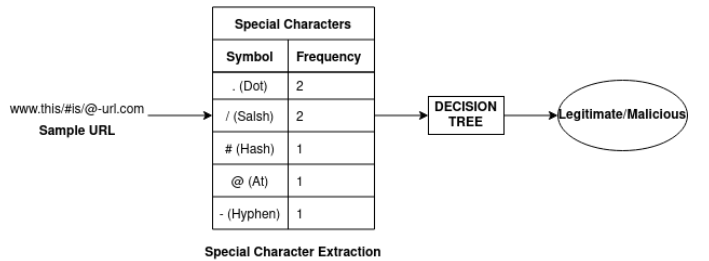 Special Characters
Symbol Frequency
. (Dot) 2
/ (Salsh) 2
# (Hash) 1
@ (At) 1
- (Hyphen) 1
www.this/#is/@-url.com
Sample URL
DECISION
TREE
Legitimate/Malicious
Special Character Extraction